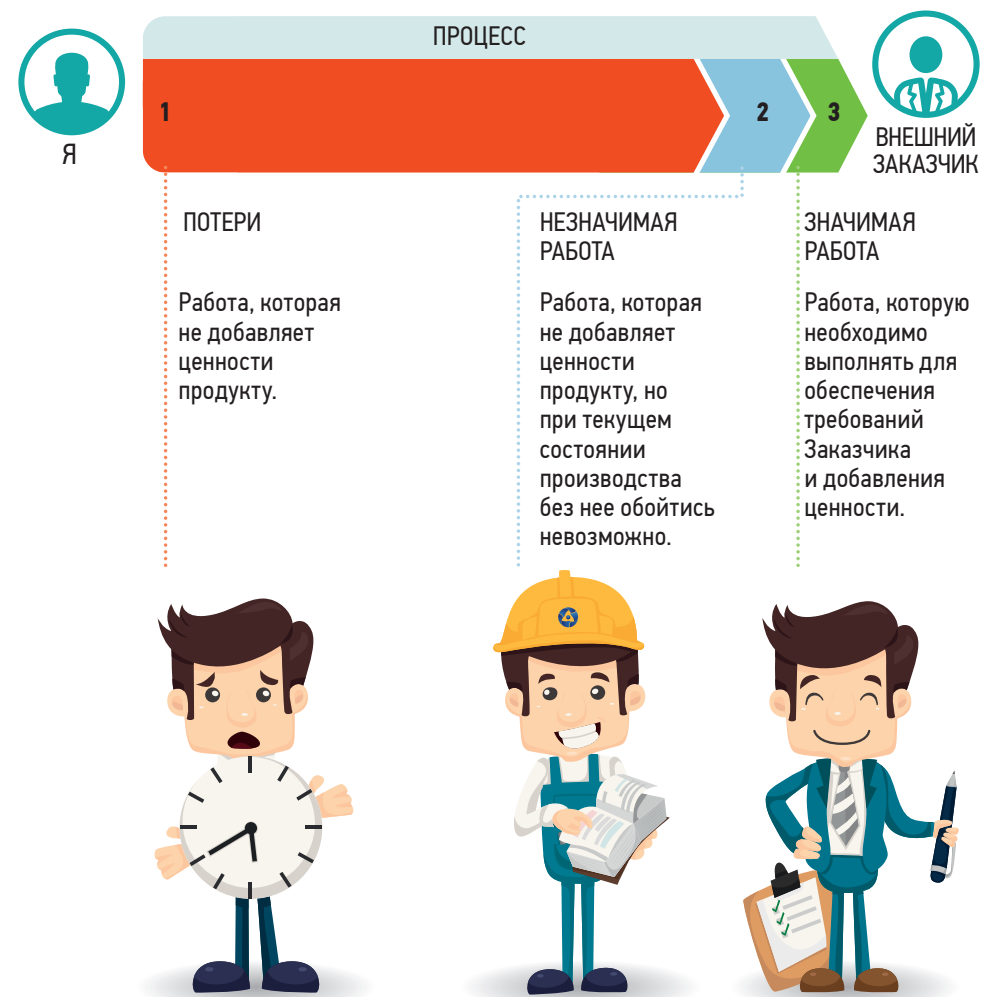 ПРОЦЕСС
1
2
3
Я
ВНЕШНИЙ
ЗАКАЗЧИК
ПОТЕРИ
Работа, которая
не добавляет
ценности
продукту.
НЕЗНАЧИМАЯ
РАБОТА
Работа, которая
не добавляет
ценности
продукту, но
при текущем
состоянии
производства
без нее обойтись
невозможно.
ЗНАЧИМАЯ
РАБОТА
Работа, которую
необходимо
выполнять для
обеспечения
требований
Заказчика
и добавления
ценности.